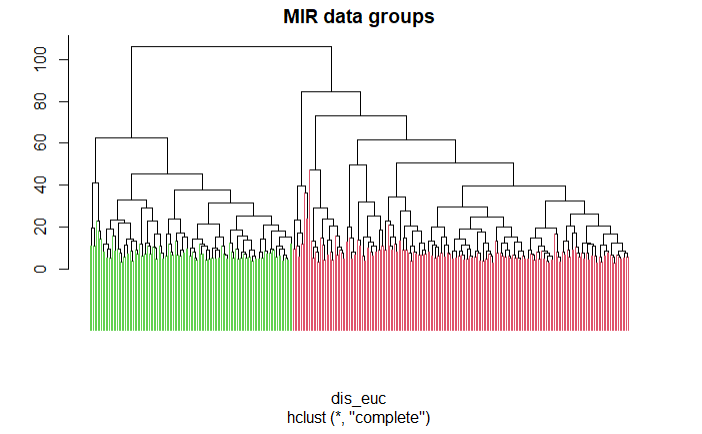 MIR data groups
100
80
60
40
20
0
dis_euc
hclust (*, "complete")